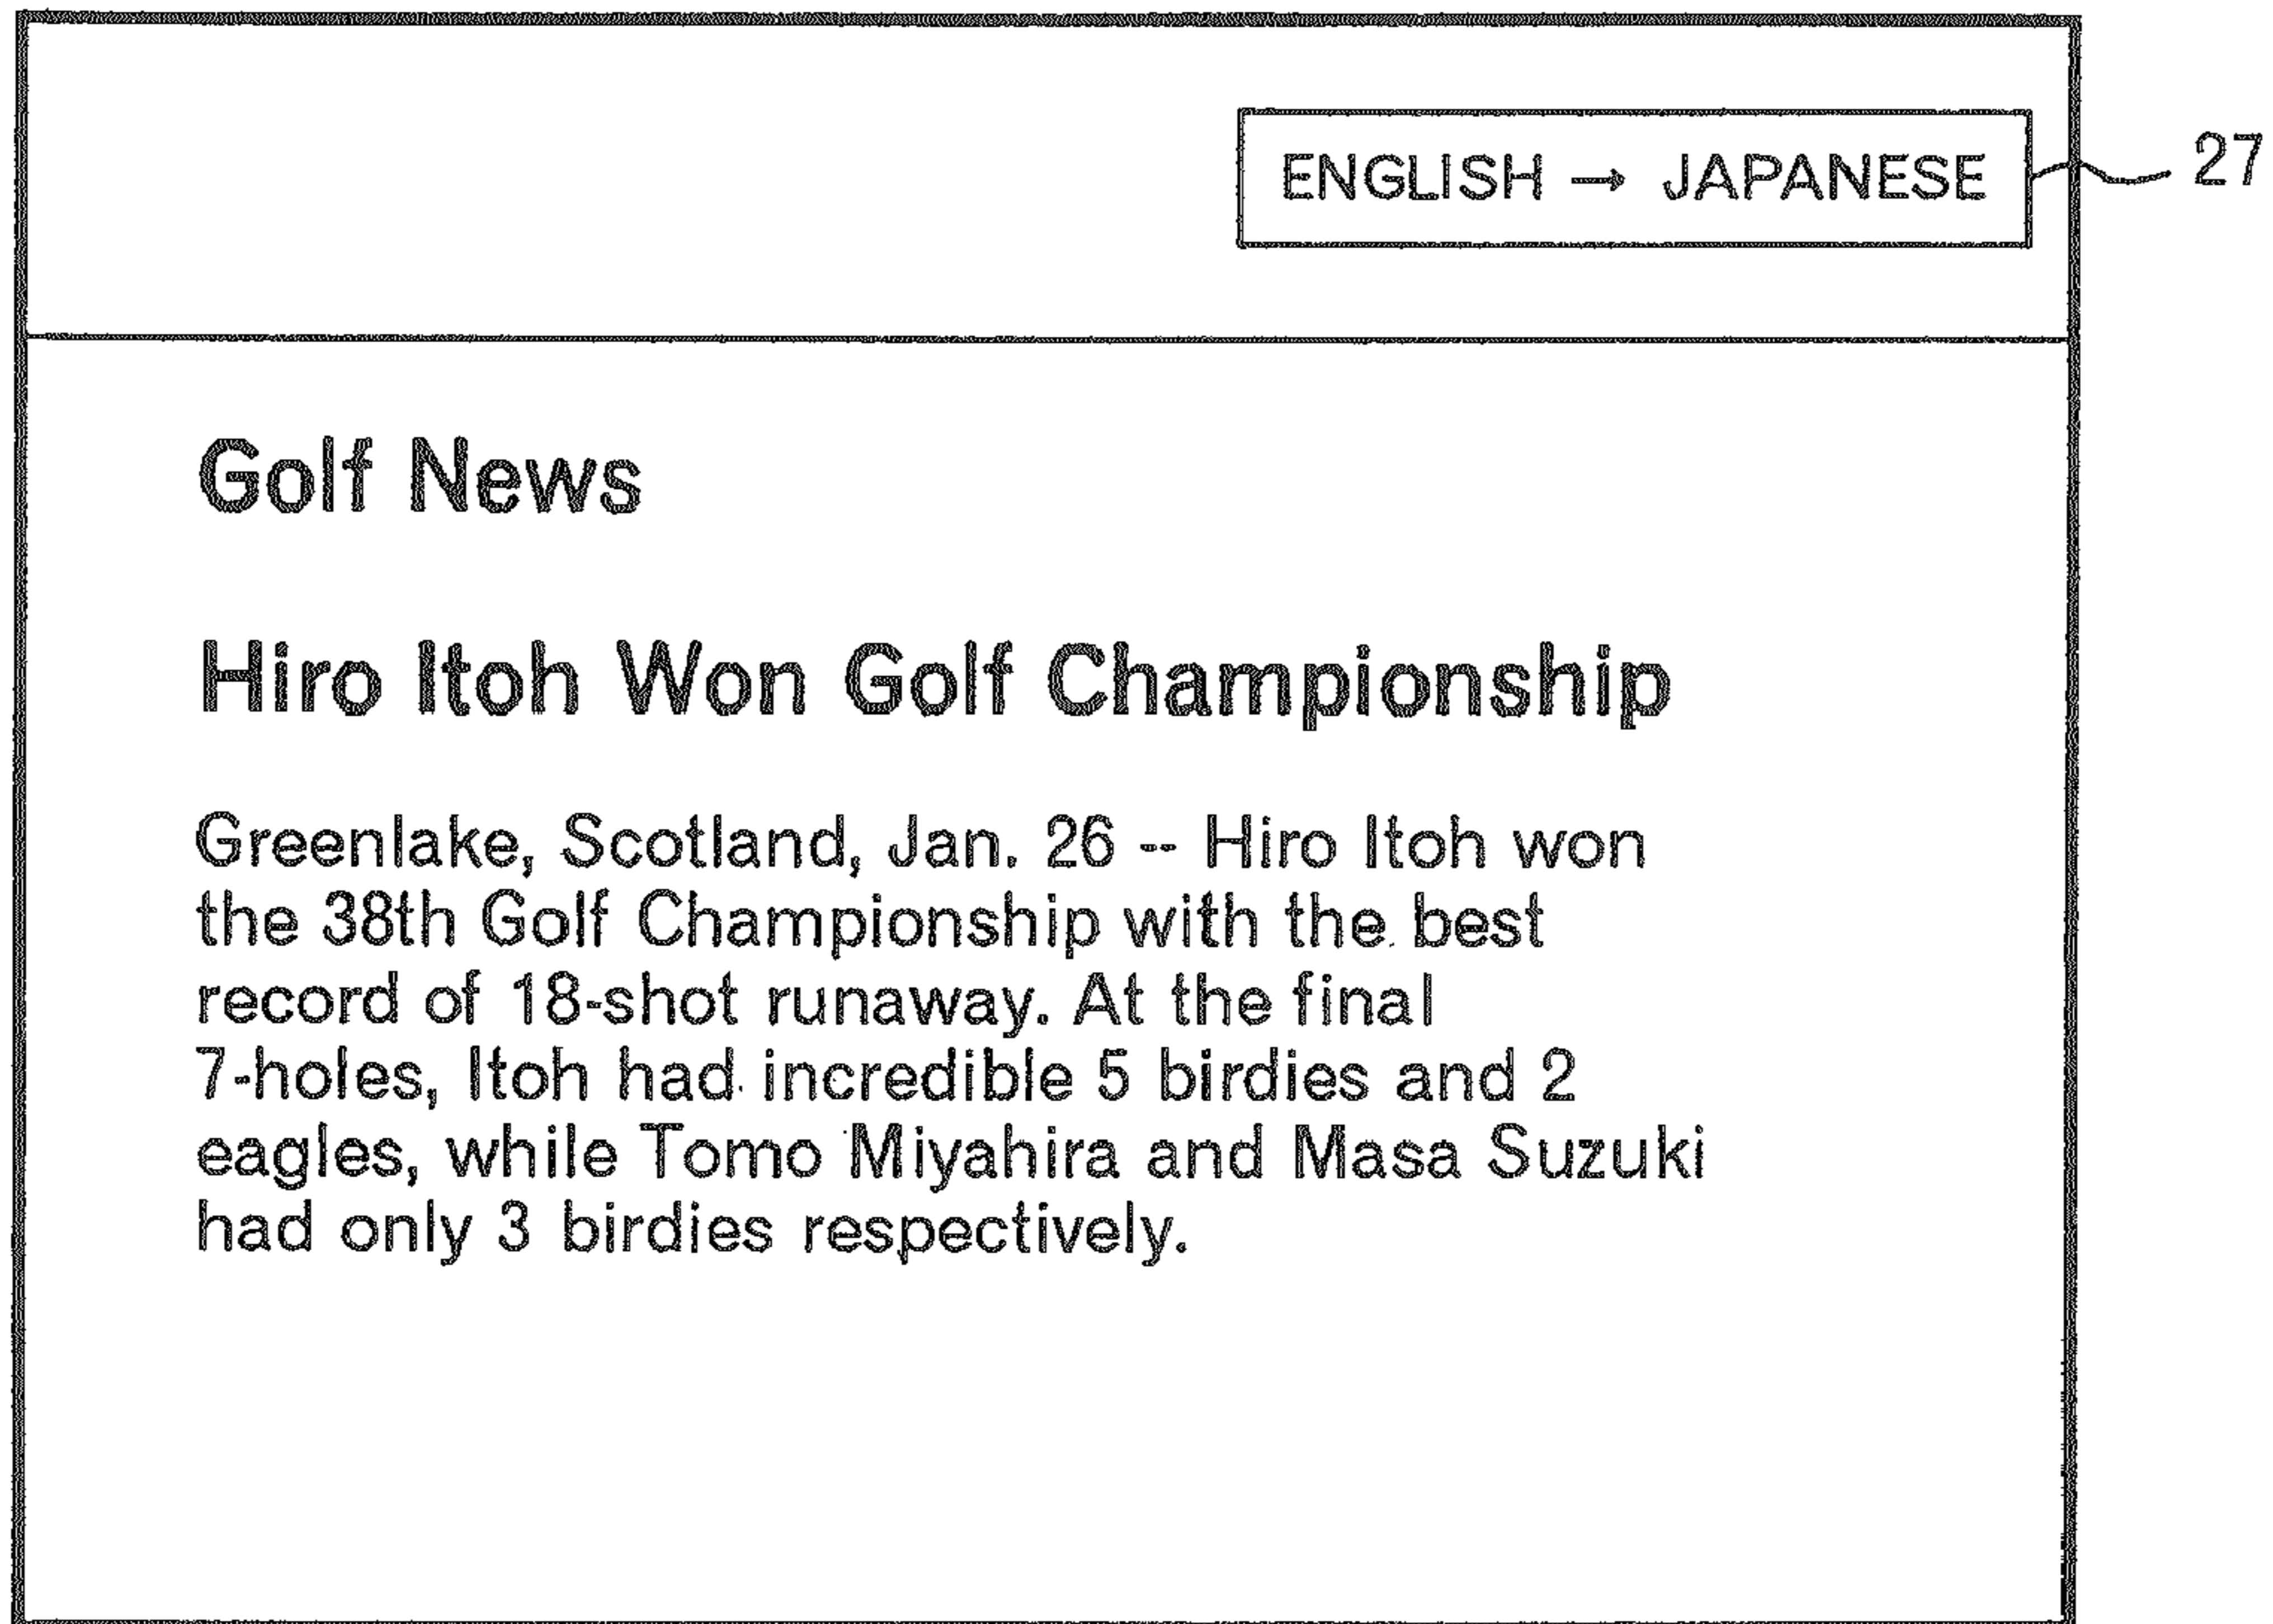 ENGLISH → JAPANESE
27
Golf News
Hiro Itoh Won Golf Championship
Greenlake, Scotland, Jan. 26 -- Hiro Itoh won
the 38th Golf Championship with the best
record of 18-shot runaway. At the final
7-holes, Itoh had incredible 5 birdies and 2
eagles, while Tomo Miyahira and Masa Suzuki
had only 3 birdies respectively.